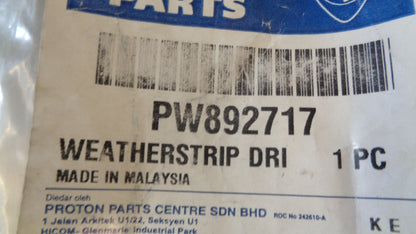 PARTS
PW892717
WEATHERSTRIP DRI 1 PC
MADE IN MALAYSIA
Diedar oleh
PROTON PARTS CENTRE SDN BHD ROC No 242610-A
1 Jalan Arkitek U1/22, Seksyen U1
HICOM- Glenmarie Industrial Park
K E